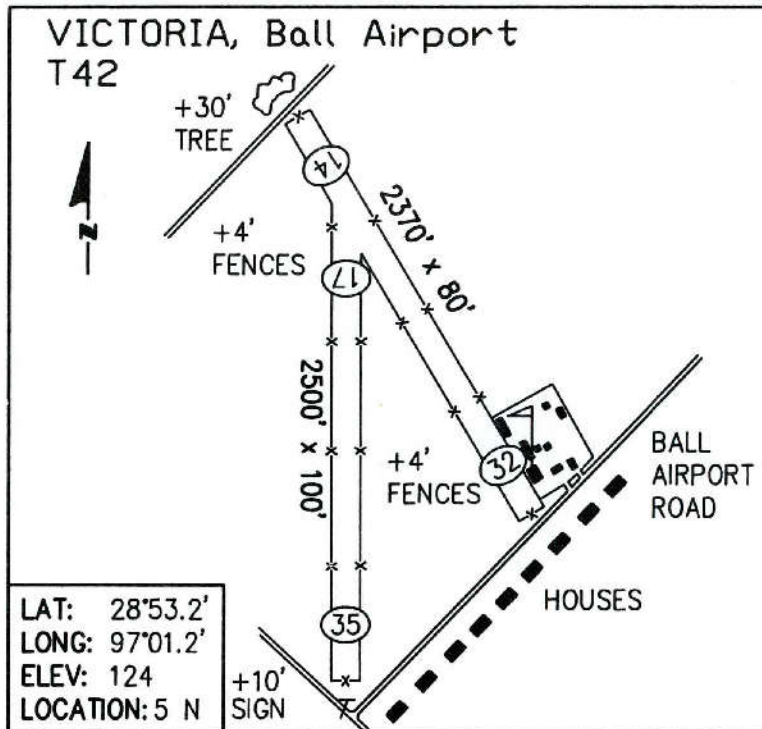 VICTORIA, Ball Airport
T42
+30'
TREE
14
2370' x 80'
+4'
FENCES
17
N
2500' x 100'
+4'
FENCES
32
BALL
AIRPORT
ROAD
HOUSES
35
LAT: 28°53.2'
LONG: 97°01.2'
ELEV: 124
LOCATION: 5 N
+10'
SIGN